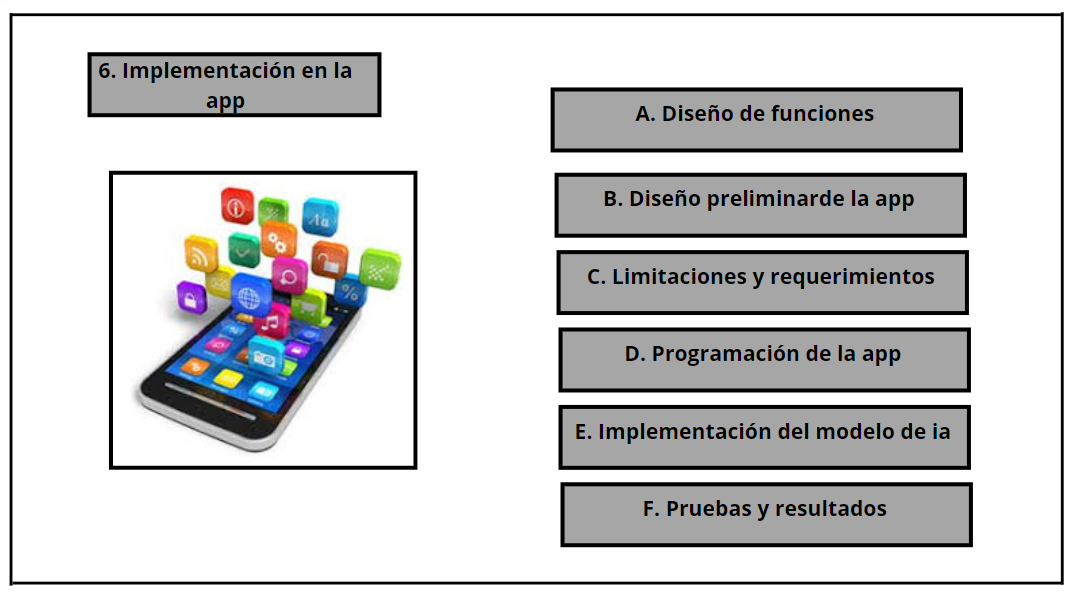 6. Implementación en la
app
A. Diseño de funciones
B. Diseño preliminarde la app
C. Limitaciones y requerimientos
D. Programación de la app
E. Implementación del modelo de ia
F. Pruebas y resultados
Aa
%